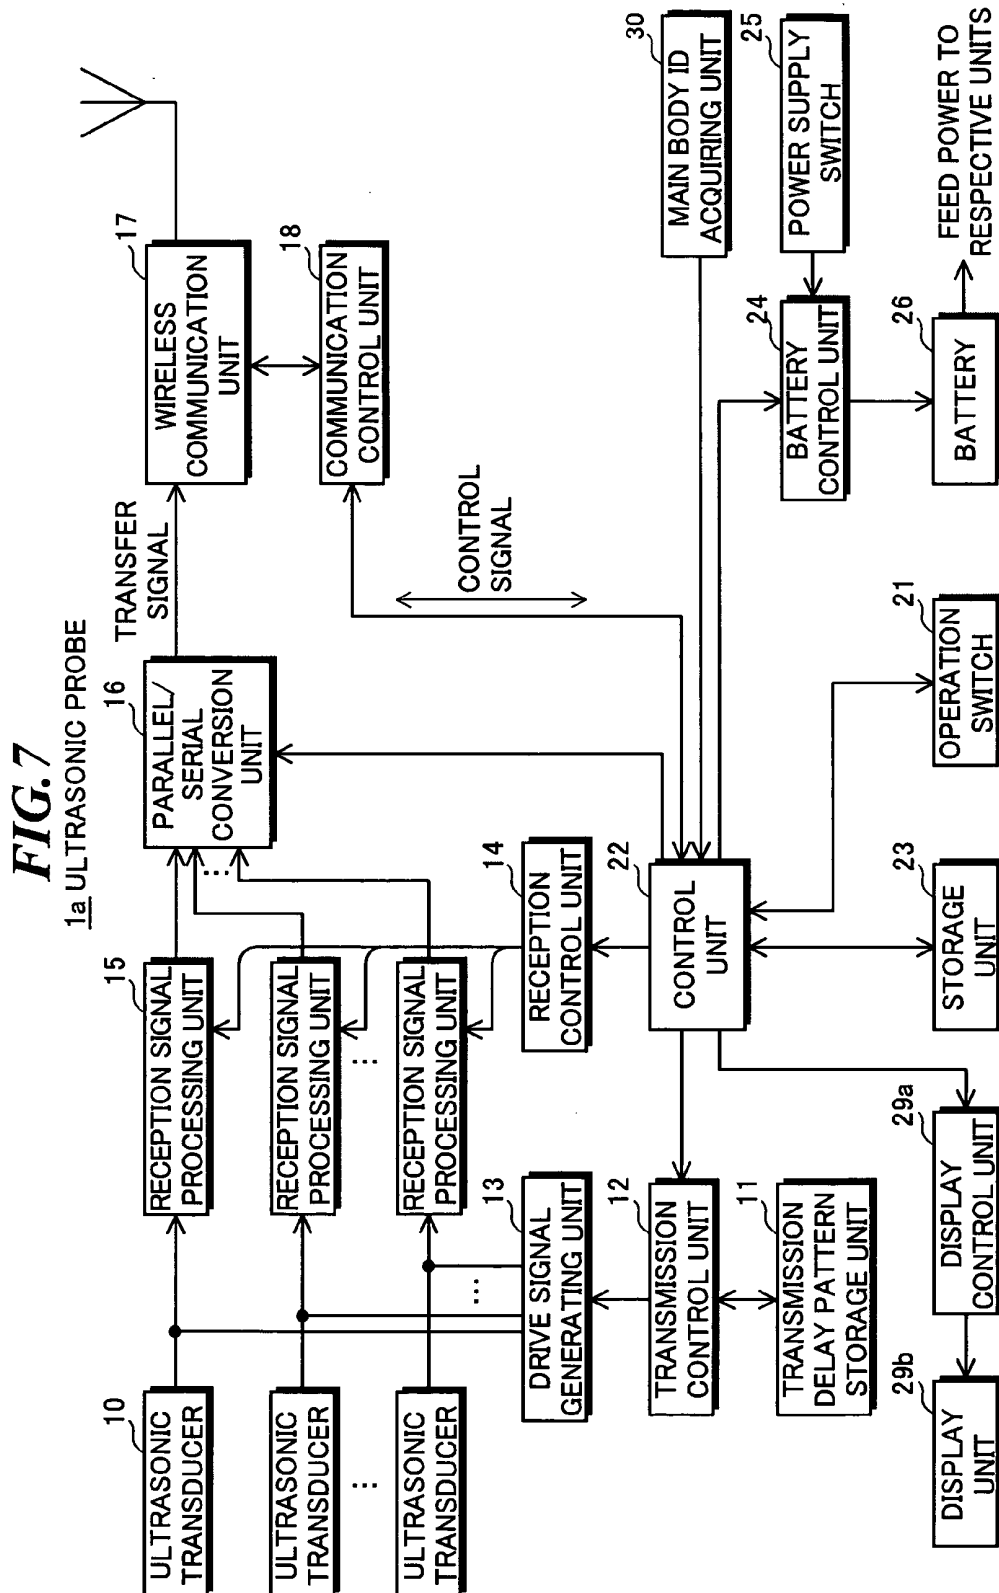 FIG.7
1a ULTRASONIC PROBE
10
ULTRASONIC
TRANSDUCER
ULTRASONIC
TRANSDUCER
...
ULTRASONIC
TRANSDUCER
15
RECEPTION SIGNAL
PROCESSING UNIT
RECEPTION SIGNAL
PROCESSING UNIT
...
RECEPTION SIGNAL
PROCESSING UNIT
...
16
PARALLEL/
SERIAL
CONVERSION
UNIT
TRANSFER
SIGNAL
17
WIRELESS
COMMUNICATION
UNIT
18
COMMUNICATION
CONTROL UNIT
CONTROL
SIGNAL
...
13
DRIVE SIGNAL
GENERATING UNIT
14
RECEPTION
CONTROL UNIT
12
TRANSMISSION
CONTROL UNIT
22
CONTROL
UNIT
30
MAIN BODY ID
ACQUIRING UNIT
11
TRANSMISSION
DELAY PATTERN
STORAGE UNIT
24
BATTERY
CONTROL UNIT
25
POWER SUPPLY
SWITCH
29b
DISPLAY
UNIT
29a
DISPLAY
CONTROL UNIT
23
STORAGE
UNIT
21
OPERATION
SWITCH
26
BATTERY
FEED POWER TO
RESPECTIVE UNITS